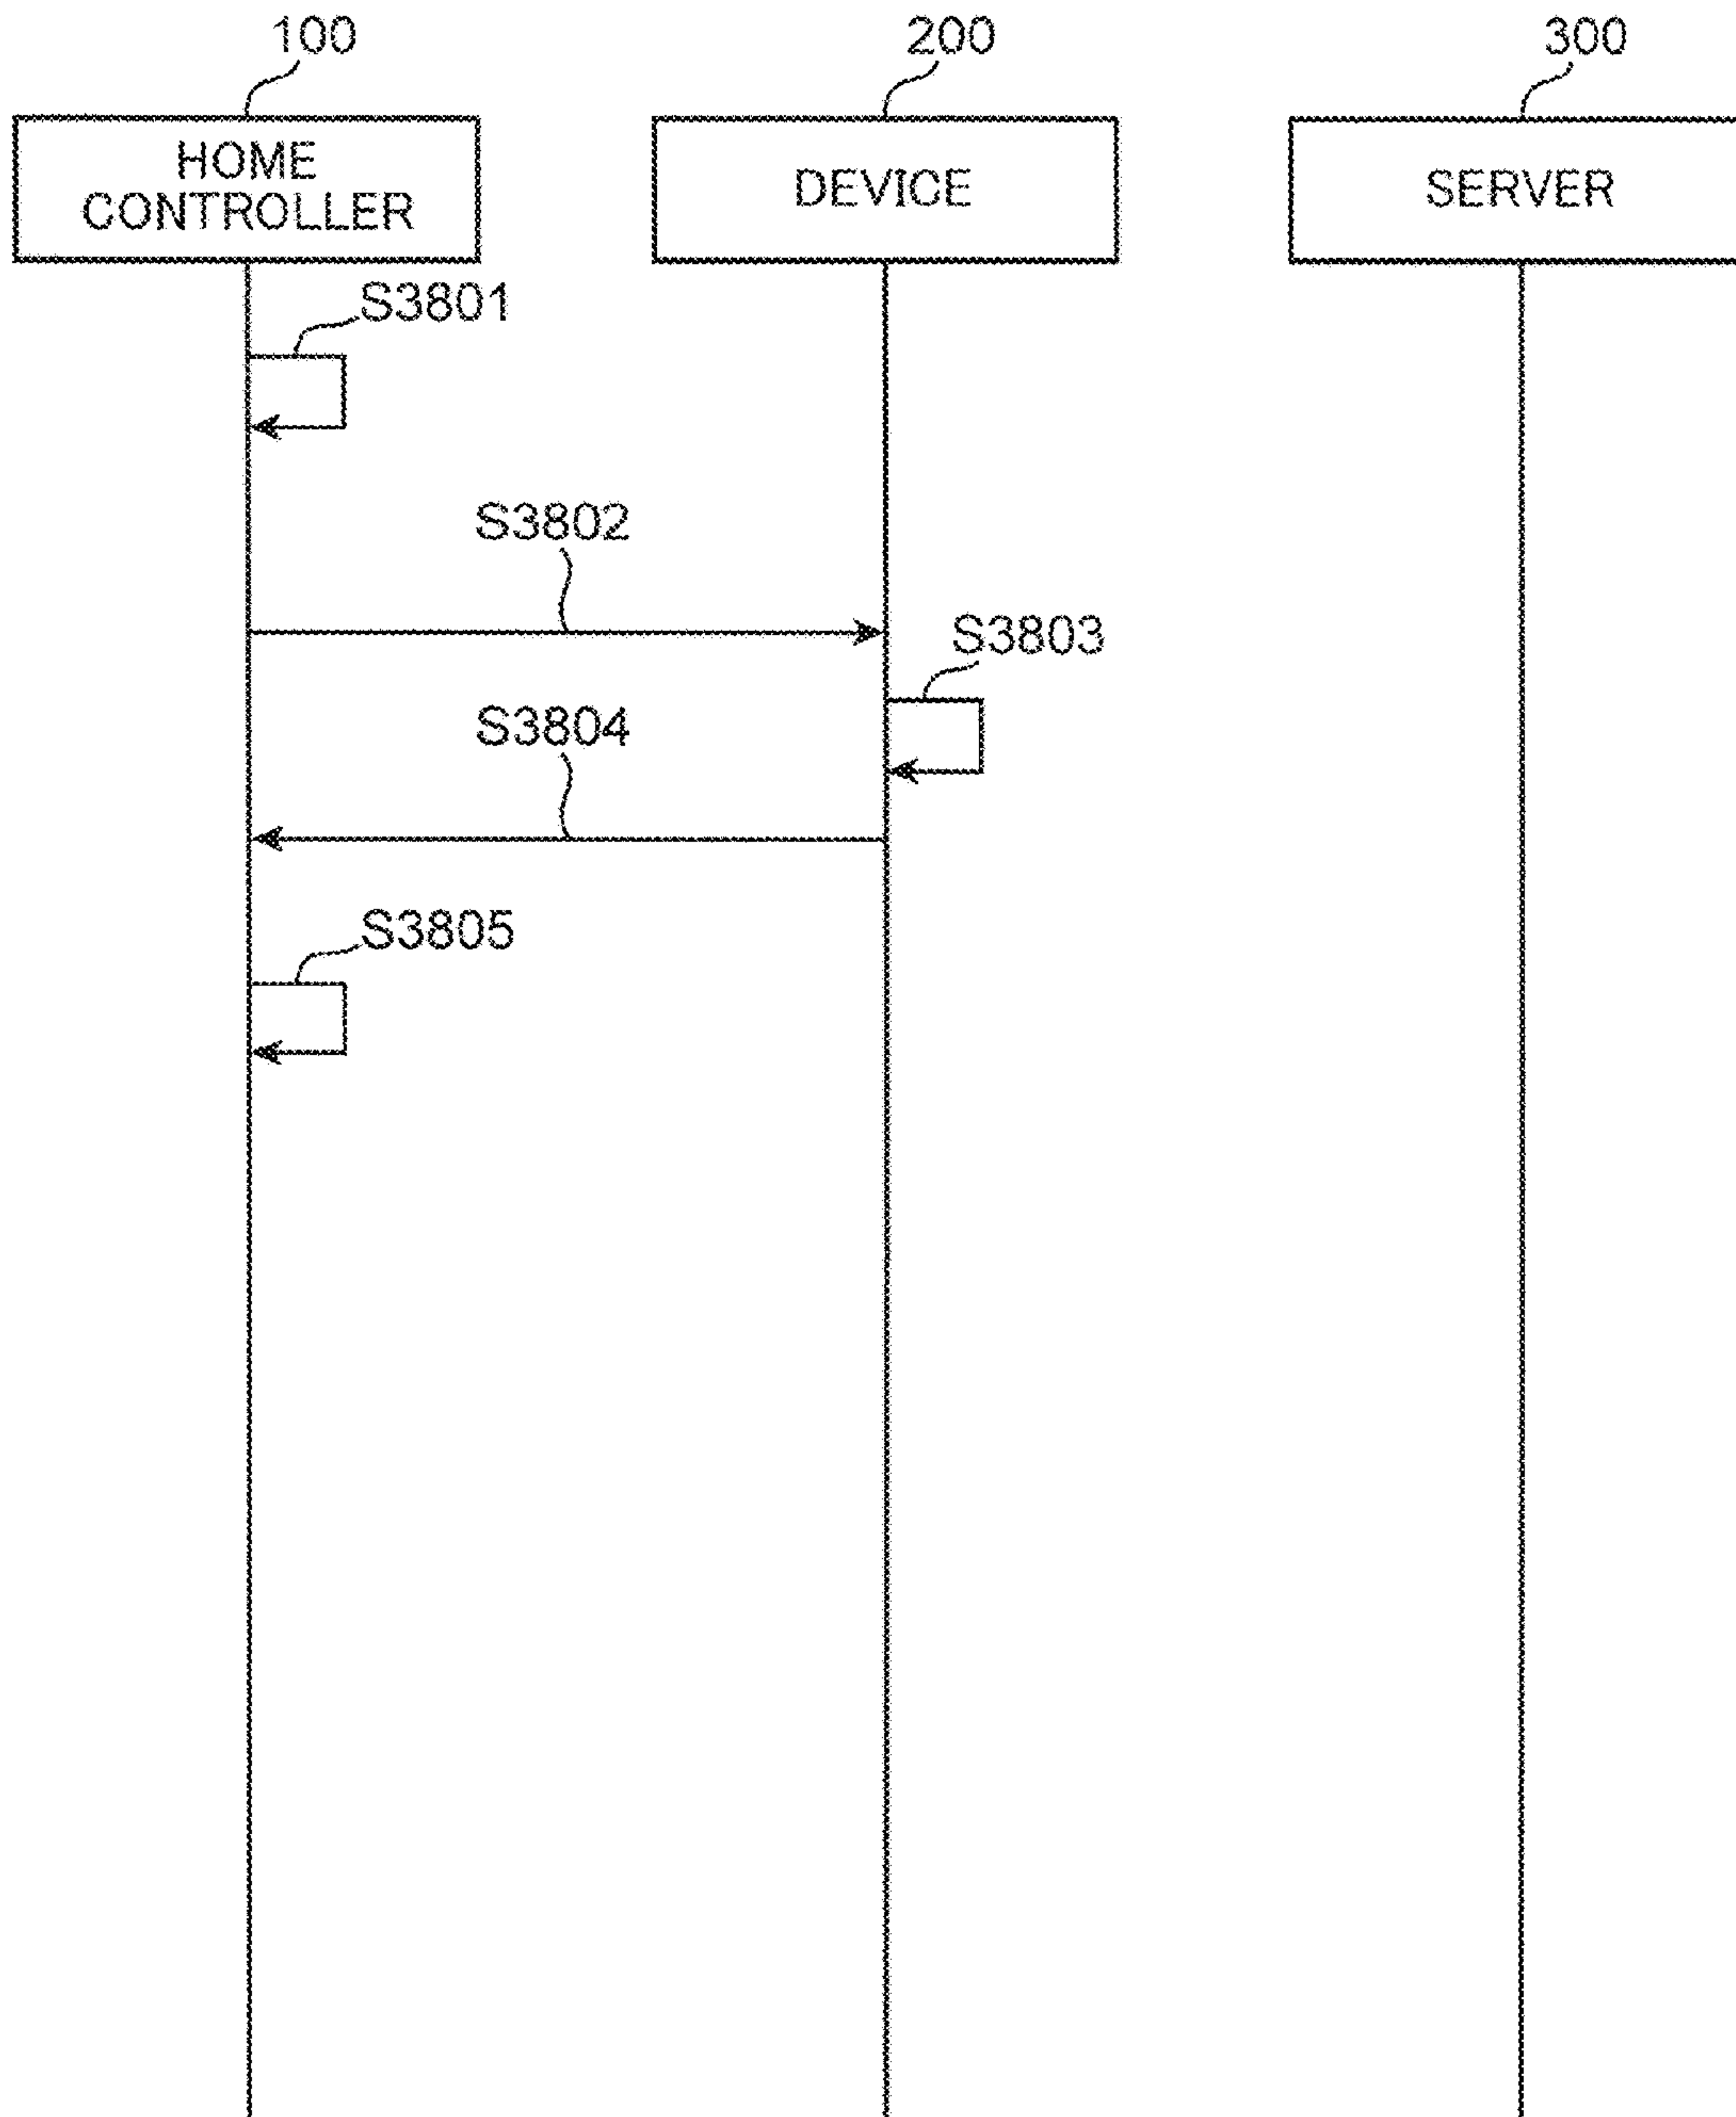 100
200
300
HOME
CONTROLLER
DEVICE
SERVER
S3801
S3802
S3803
S3804
S3805